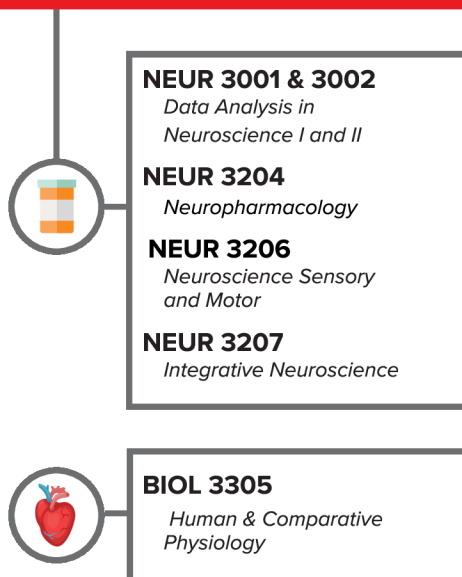 NEUR 3001 & 3002
Data Analysis in
Neuroscience I and II
NEUR 3204
Neuropharmacology
NEUR 3206
Neuroscience Sensory
and Motor
NEUR 3207
Integrative Neuroscience
BIOL 3305
Human & Comparative
Physiology